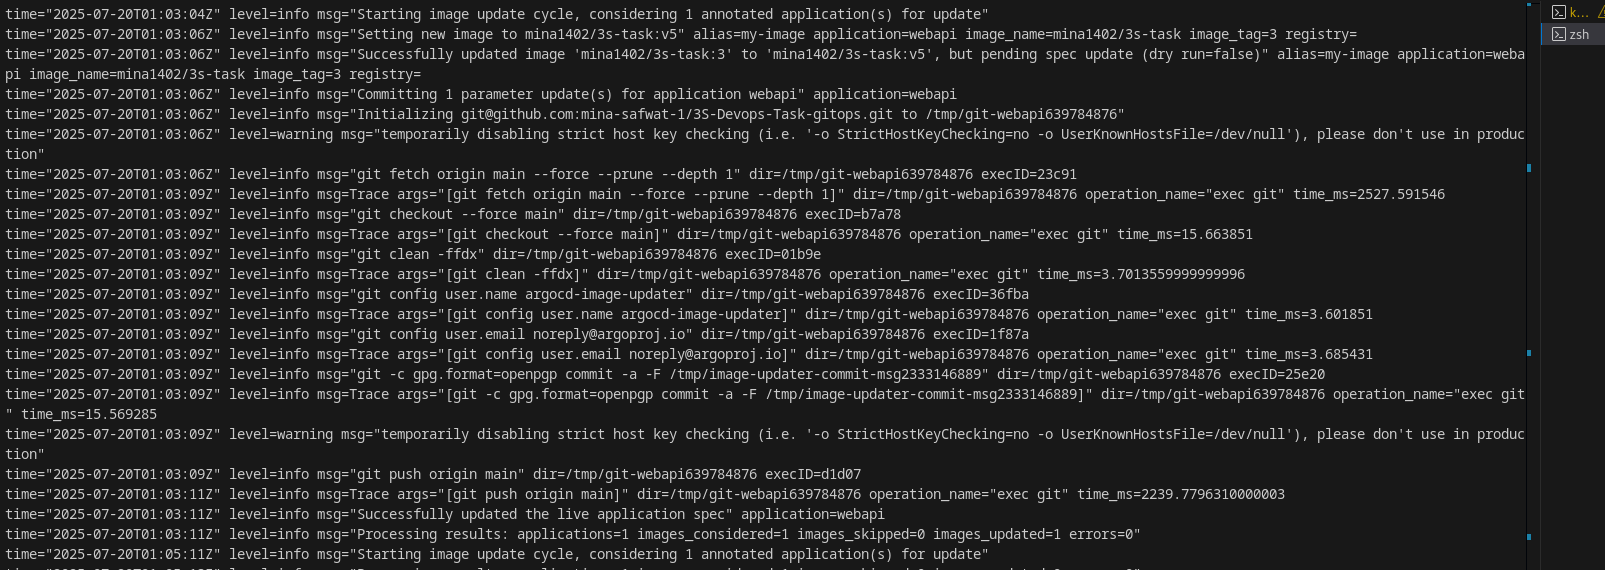 time="2025-07-20T01:03:04Z" level=info msg="Starting image update cycle, considering 1 annotated application(s) for update"
time="2025-07-20T01:03:06Z" level=info msg="Setting new image to mina1402/3s-task:v5" alias=my-image application=webapi image_name=mina1402/3s-task image_tag=3 registry=
time="2025-07-20T01:03:06Z" level=info msg="Successfully updated image 'mina1402/3s-task:3' to 'mina1402/3s-task:v5', but pending spec update (dry run=false)" alias=my-image application=weba
pi image_name=mina1402/3s-task image_tag=3 registry=
time="2025-07-20T01:03:06Z" level=info msg="Committing 1 parameter update(s) for application webapi" application=webapi
time="2025-07-20T01:03:06Z" level=info msg="Initializing git@github.com:mina-safwat-1/3S-Devops-Task-gitops.git to /tmp/git-webapi639784876"
time="2025-07-20T01:03:06Z" level=warning msg="temporarily disabling strict host key checking (i.e. '-o StrictHostKeyChecking=no -o UserKnownHostsFile=/dev/null'), please don't use in produc
tion"
time="2025-07-20T01:03:06Z" level=info msg="git fetch origin main --force --prune --depth 1" dir=/tmp/git-webapi639784876 execID=23c91
time="2025-07-20T01:03:09Z" level=info msg=Trace args="[git fetch origin main --force --prune --depth 1]" dir=/tmp/git-webapi639784876 operation_name="exec git" time_ms=2527.591546
time="2025-07-20T01:03:09Z" level=info msg="git checkout --force main" dir=/tmp/git-webapi639784876 execID=b7a78
time="2025-07-20T01:03:09Z" level=info msg=Trace args="[git checkout --force main]" dir=/tmp/git-webapi639784876 operation_name="exec git" time_ms=15.663851
time="2025-07-20T01:03:09Z" level=info msg="git clean -ffdx" dir=/tmp/git-webapi639784876 execID=01b9e
time="2025-07-20T01:03:09Z" level=info msg=Trace args="[git clean -ffdx]" dir=/tmp/git-webapi639784876 operation_name="exec git" time_ms=3.7013559999999996
time="2025-07-20T01:03:09Z" level=info msg="git config user.name argocd-image-updater" dir=/tmp/git-webapi639784876 execID=36fba
time="2025-07-20T01:03:09Z" level=info msg=Trace args="[git config user.name argocd-image-updater]" dir=/tmp/git-webapi639784876 operation_name="exec git" time_ms=3.601851
time="2025-07-20T01:03:09Z" level=info msg="git config user.email noreply@argoproj.io" dir=/tmp/git-webapi639784876 execID=1f87a
time="2025-07-20T01:03:09Z" level=info msg=Trace args="[git config user.email noreply@argoproj.io]" dir=/tmp/git-webapi639784876 operation_name="exec git" time_ms=3.685431
time="2025-07-20T01:03:09Z" level=info msg="git -c gpg.format=openpgp commit -a -F /tmp/image-updater-commit-msg2333146889" dir=/tmp/git-webapi639784876 execID=25e20
time="2025-07-20T01:03:09Z" level=info msg=Trace args="[git -c gpg.format=openpgp commit -a -F /tmp/image-updater-commit-msg2333146889]" dir=/tmp/git-webapi639784876 operation_name="exec git
" time_ms=15.569285
time="2025-07-20T01:03:09Z" level=warning msg="temporarily disabling strict host key checking (i.e. '-o StrictHostKeyChecking=no -o UserKnownHostsFile=/dev/null'), please don't use in produc
tion"
time="2025-07-20T01:03:09Z" level=info msg="git push origin main" dir=/tmp/git-webapi639784876 execID=d1d07
time="2025-07-20T01:03:11Z" level=info msg=Trace args="[git push origin main]" dir=/tmp/git-webapi639784876 operation_name="exec git" time_ms=2239.7796310000003
time="2025-07-20T01:03:11Z" level=info msg="Successfully updated the live application spec" application=webapi
time="2025-07-20T01:03:11Z" level=info msg="Processing results: applications=1 images_considered=1 images_skipped=0 images_updated=1 errors=0"
time="2025-07-20T01:05:11Z" level=info msg="Starting image update cycle, considering 1 annotated application(s) for update"
k...
zsh